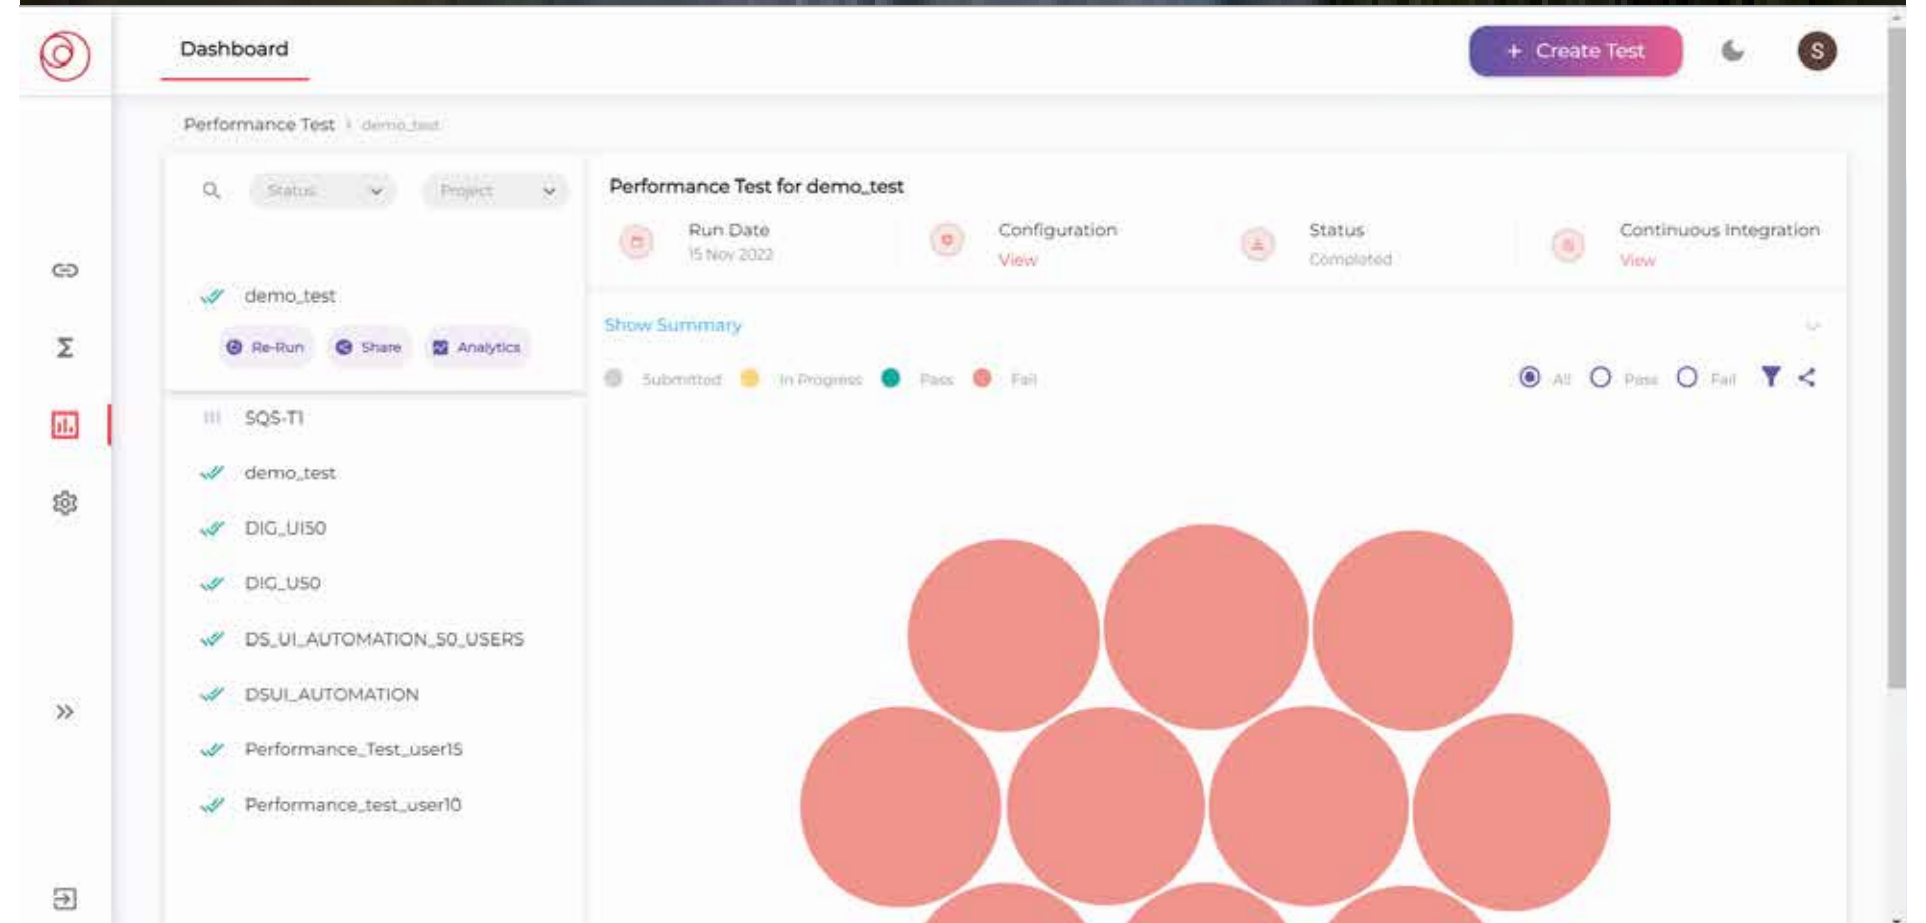 Dashboard
+ Create Test
S
Performance Test > demo_test
Status
Project
demo_test
Re-Run Share Analytics
SQS-T1
demo_test
DIG_UI50
DIG_U50
DS_UI_AUTOMATION_50_USERS
DSUI_AUTOMATION
Performance_Test_user15
Performance_test_user10
Performance Test for demo_test
Run Date
15 Nov 2022
Configuration
View
Status
Completed
Continuous Integration
View
Show Summary
Submitted In Progress Pass Fail
All Pass Fail